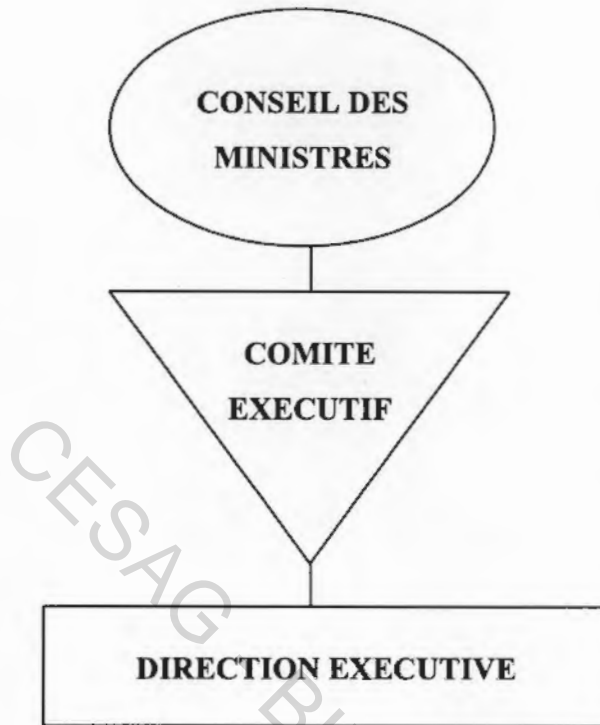 CONSEIL DES
MINISTRES
COMITE
EXECUTIF
CESAG
DIRECTION EXECUTIVE